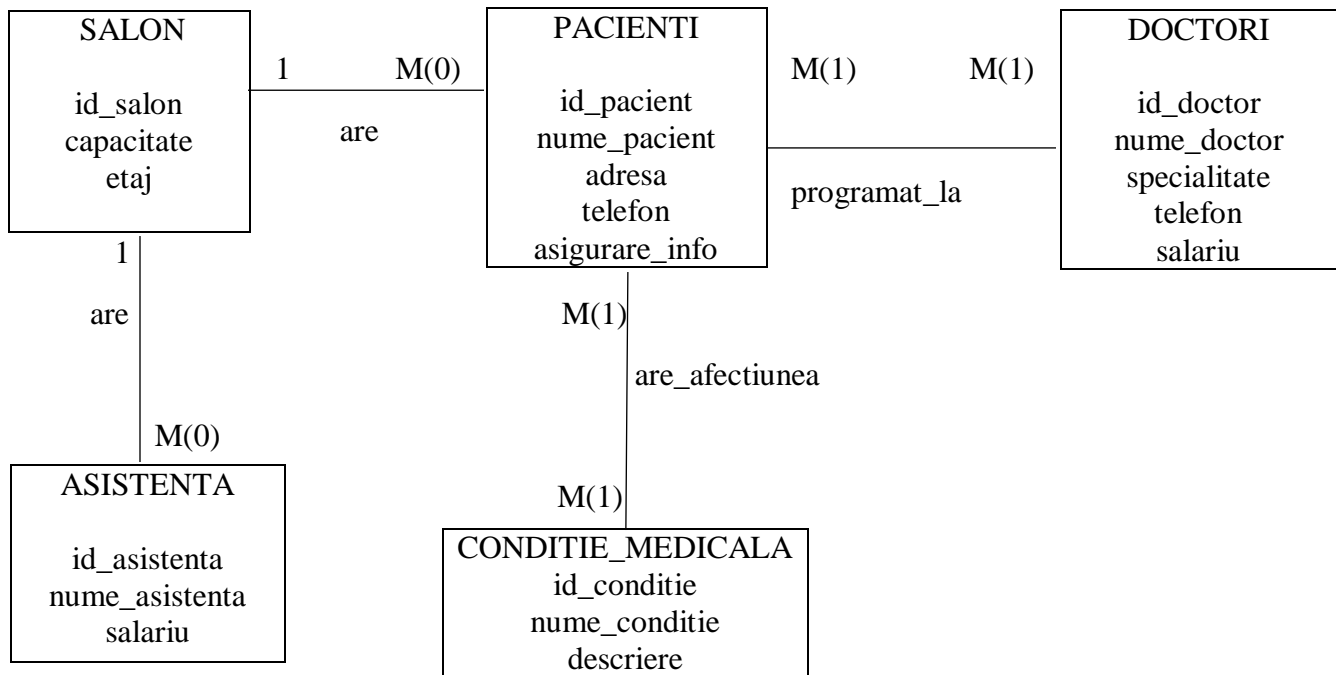 SALON
id_salon
capacitate
etaj
1
M(0)
are
PACIENTI
id_pacient
nume_pacient
adresa
telefon
asigurare_info
M(1)
M(1)
programat_la
DOCTORI
id_doctor
nume_doctor
specialitate
telefon
salariu
1
are
M(0)
ASISTENTA
id_asistenta
nume_asistenta
salariu
M(1)
are_afectiunea
M(1)
CONDITIE_MEDICALA
id_conditie
nume_conditie
descriere